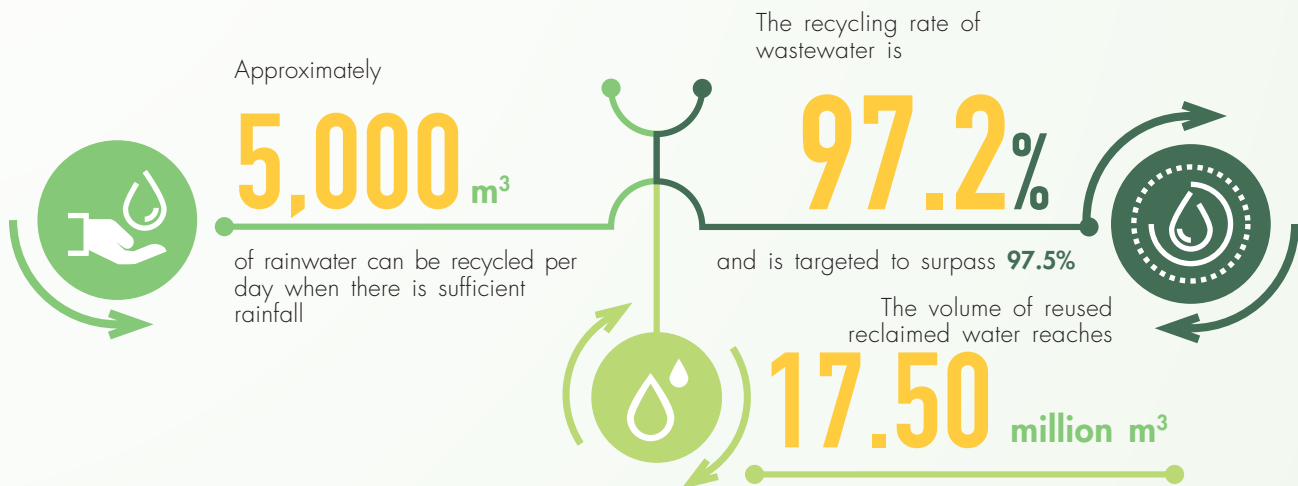 Approximately
5,000 m³
of rainwater can be recycled per
day when there is sufficient
rainfall
The recycling rate of
wastewater is
97.2%
and is targeted to surpass 97.5%
The volume of reused
reclaimed water reaches
17.50 million m³